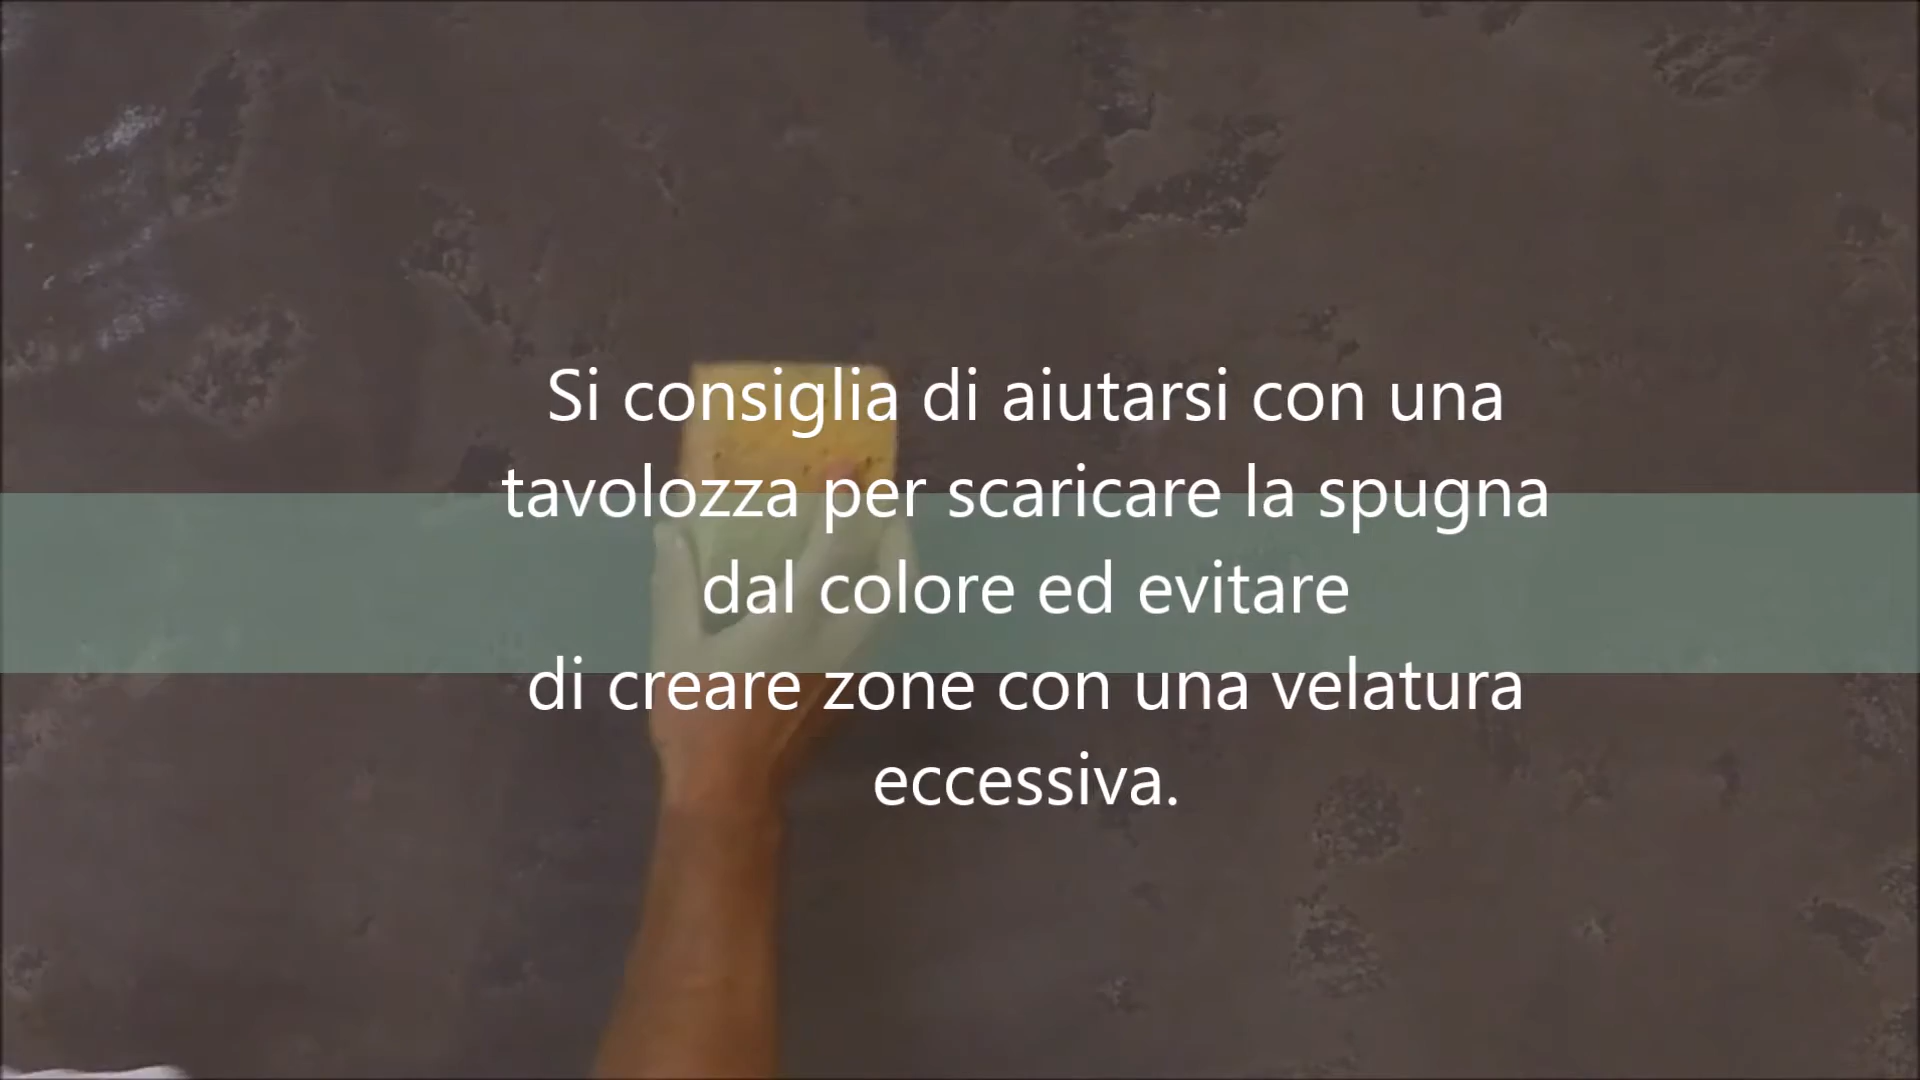 Si consiglia di aiutarsi con una
tavolozza per scaricare la spugna
dal colore ed evitare
di creare zone con una velatura
eccessiva.